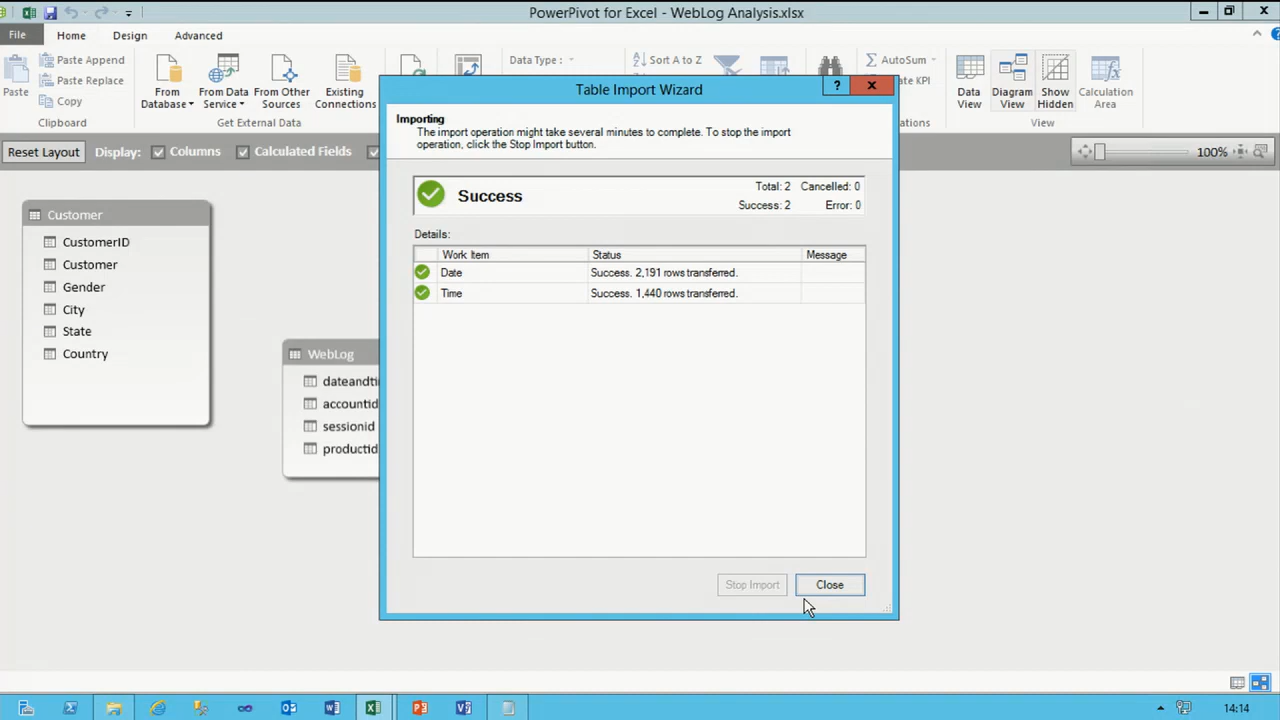 PowerPivot for Excel - WebLog Analysis.xlsx
File Home Design Advanced
Paste
Paste Append
Paste Replace
Copy
Clipboard
From
Database
From Data
Service
From Other
Sources
Existing
Connections
Get External Data
Data Type :
Sort A to Z
AutoSum
Data
View
Diagram
View
Show
Hidden
Calculation
Area
View
Reset Layout Display: Columns Calculated Fields 100%
Table Import Wizard
?
Importing
The import operation might take several minutes to complete. To stop the import
operation, click the Stop Import button.
Success
Total: 2 Cancelled: 0
Success: 2 Error: 0
Details:
Work Item Status Message
Date Success. 2,191 rows transferred.
Time Success. 1,440 rows transferred.
Stop Import Close
Customer
CustomerID
Customer
Gender
City
State
Country
WebLog
dateandti
accountid
sessionid
productid
14:14